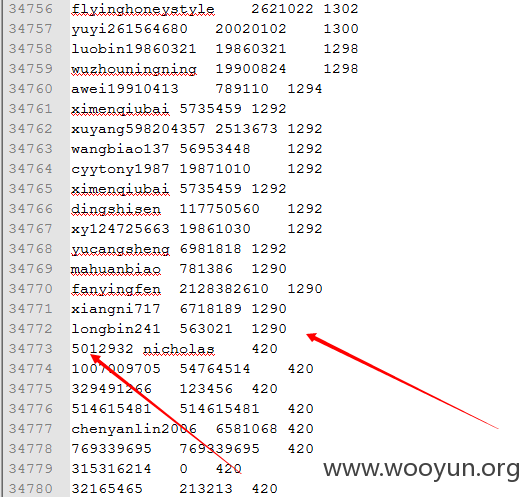 34756 flyinghoneystyle 2621022 1302
34757 yuyi261564680 20020102 1300
34758 luobin19860321 19860321 1298
34759 wuzhouningning 19900824 1298
34760 awei19910413 789110 1294
34761 ximenqiubai 5735459 1292
34762 xuyang598204357 2513673 1292
34763 wangbiao137 56953448 1292
34764 cyytony1987 19871010 1292
34765 ximenqiubai 5735459 1292
34766 dingshisen 117750560 1292
34767 xy124725663 19861030 1292
34768 yucangsheng 6981818 1292
34769 mahuanbiao 781386 1290
34770 fanyingfen 2128382610 1290
34771 xiangni717 6718189 1290
34772 longbin241 563021 1290
34773 5012932 nicholas 420
34774 1007009705 54764514 420
34775 329491266 123456 420
34776 514615481 514615481 420
34777 chenyanlin2006 6581068 420
34778 769339695 769339695 420
34779 315316214 0 420
34780 32165465 213213 420
www.wooyun.org